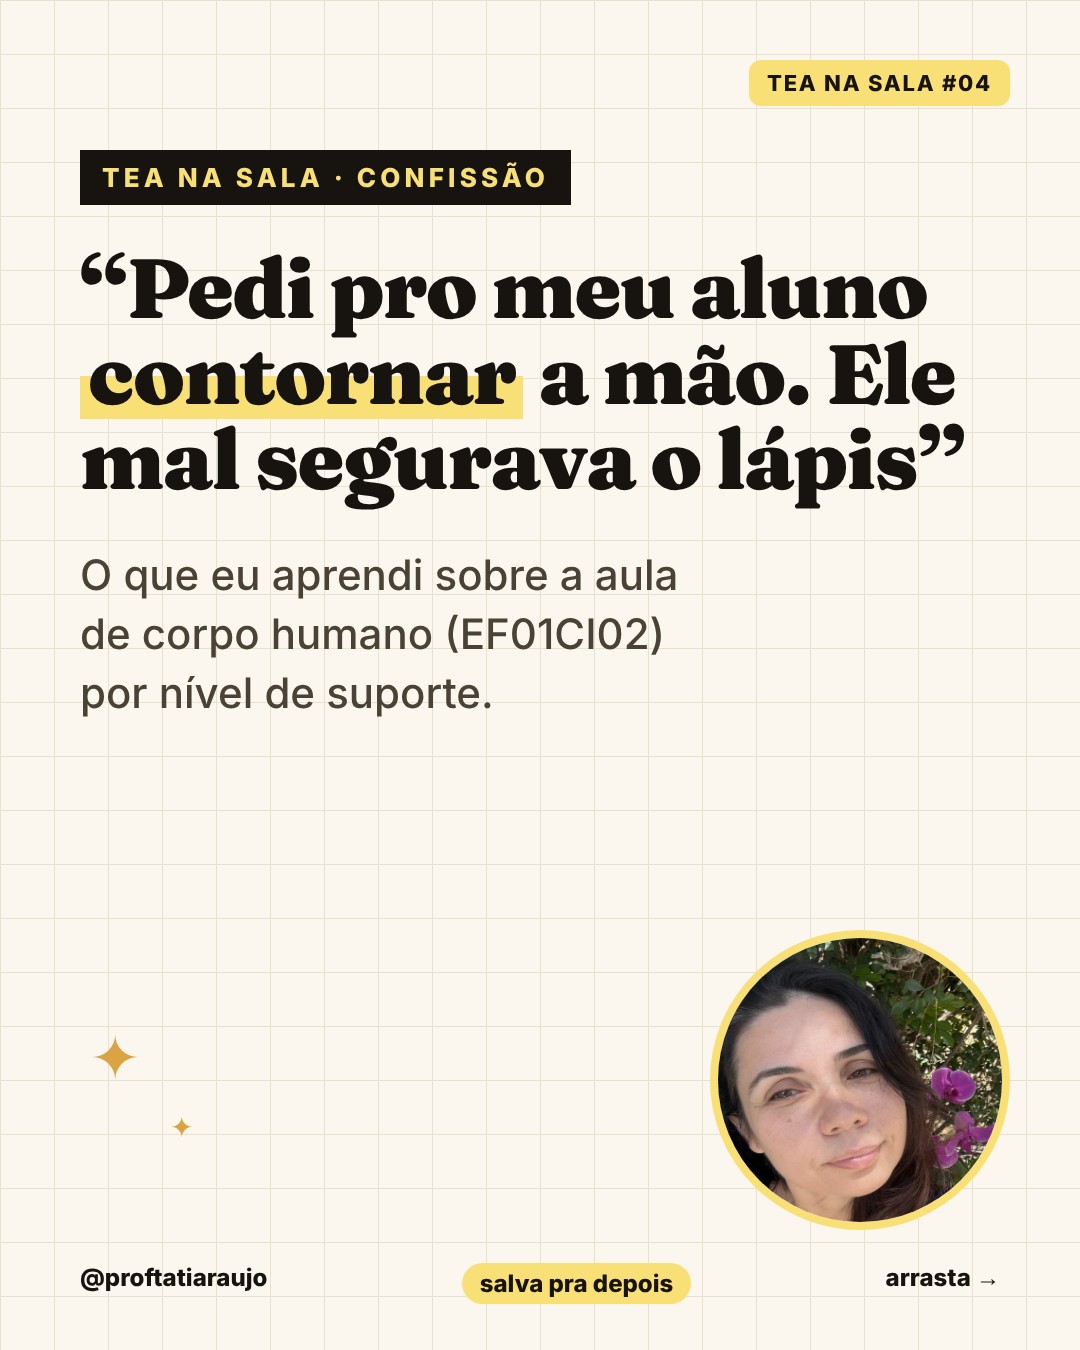 TEA NA SALA #04
TEA NA SALA · CONFISSÃO
“Pedi pro meu aluno
contornar a mão. Ele
mal segurava o lápis”
O que eu aprendi sobre a aula
de corpo humano (EF01CI02)
por nível de suporte.
@proftatiaraujo
salva pra depois
arrasta →